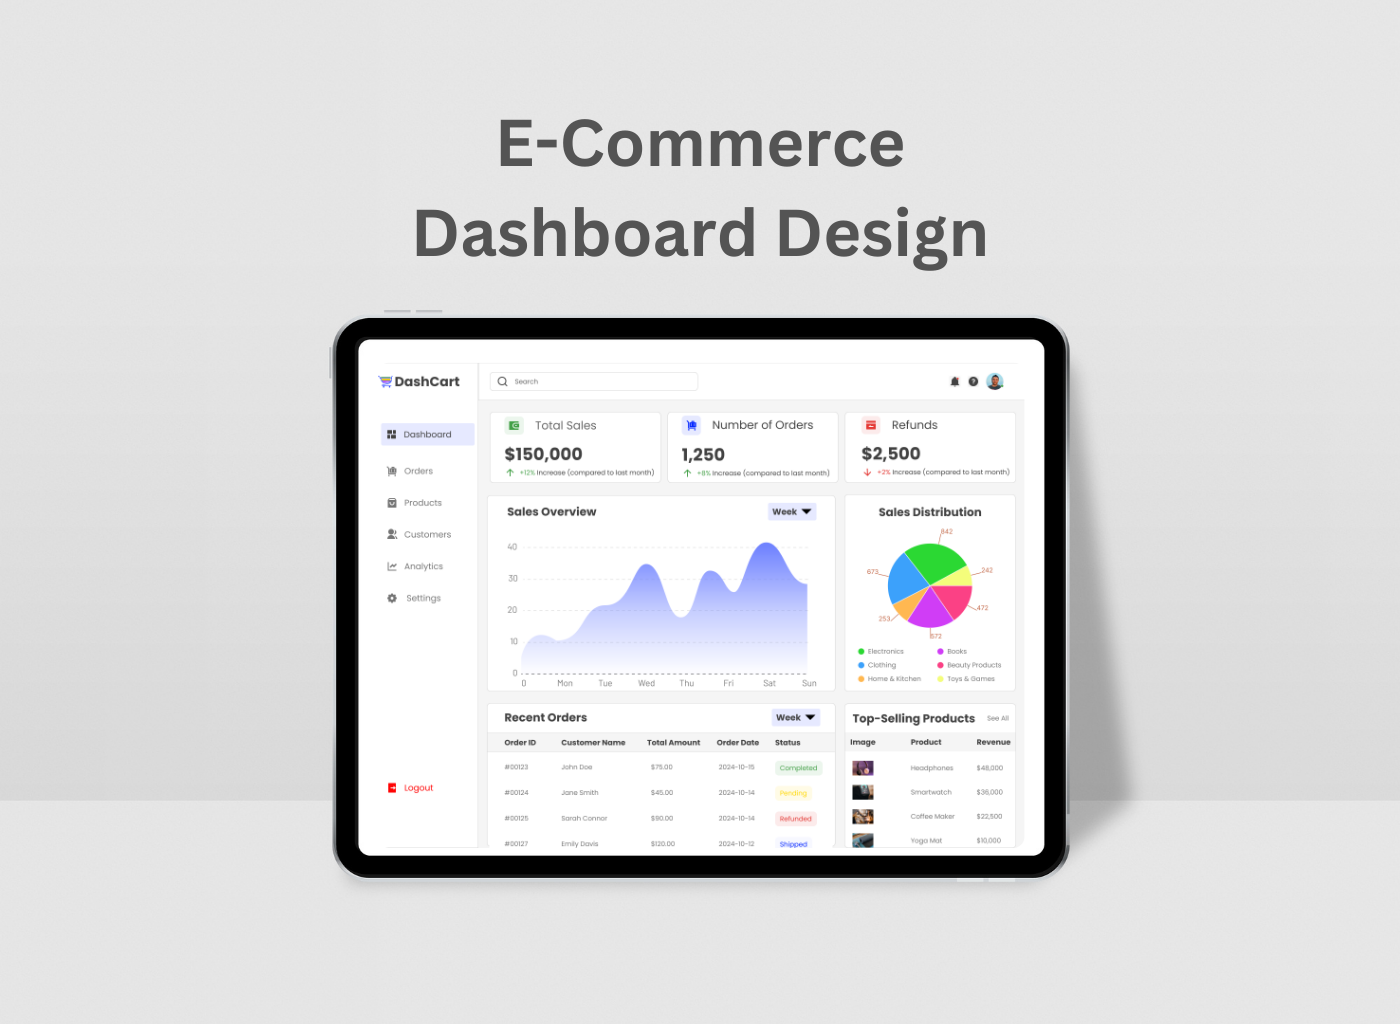 E-Commerce
Dashboard Design
DashCart
Search
Dashboard
Orders
Products
Customers
Analytics
Settings
Logout
Total Sales
$150,000
+12% Increase (compared to last month)
Number of Orders
1,250
+8% Increase (compared to last month)
Refunds
$2,500
+2% Increase (compared to last month)
Sales Overview
Week
40
30
20
10
0
0 Mon Tue Wed Thu Fri Sat Sun
Sales Distribution
842
673
242
472
253
572
Electronics Books
Clothing Beauty Products
Home & Kitchen Toys & Games
Recent Orders
Week
Order ID Customer Name Total Amount Order Date Status
#00123 John Doe $75.00 2024-10-15 Completed
#00124 Jane Smith $45.00 2024-10-14 Pending
#00125 Sarah Connor $90.00 2024-10-14 Refunded
#00127 Emily Davis $120.00 2024-10-12 Shipped
Top-Selling Products See All
Image Product Revenue
Headphones $48,000
Smartwatch $36,000
Coffee Maker $22,500
Yoga Mat $10,000